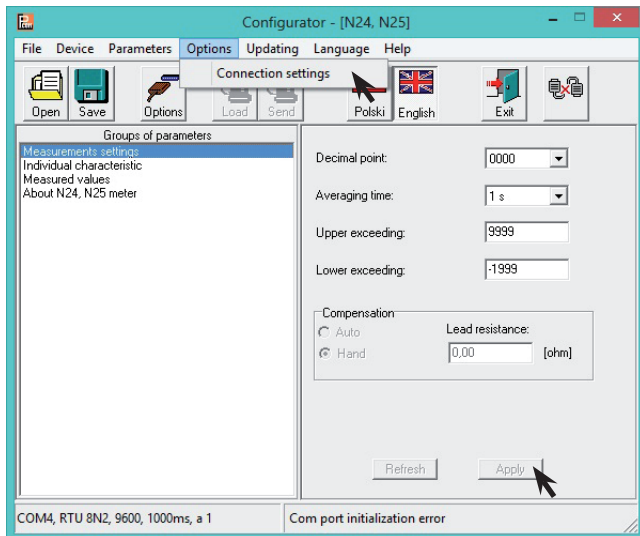 Configurator - [N24, N25]
File Device Parameters Options Updating Language Help
Connection settings
Open Save Options Load Send Polski English Exit
Groups of parameters
Measurements settings
Individual characteristic
Measured values
About N24, N25 meter
Decimal point: 0000
Averaging time: 1 s
Upper exceeding: 9999
Lower exceeding: -1999
Compensation
Auto
Hand
Lead resistance:
0,00 [ohm]
Refresh Apply
COM4, RTU 8N2, 9600, 1000ms, a 1
Com port initialization error